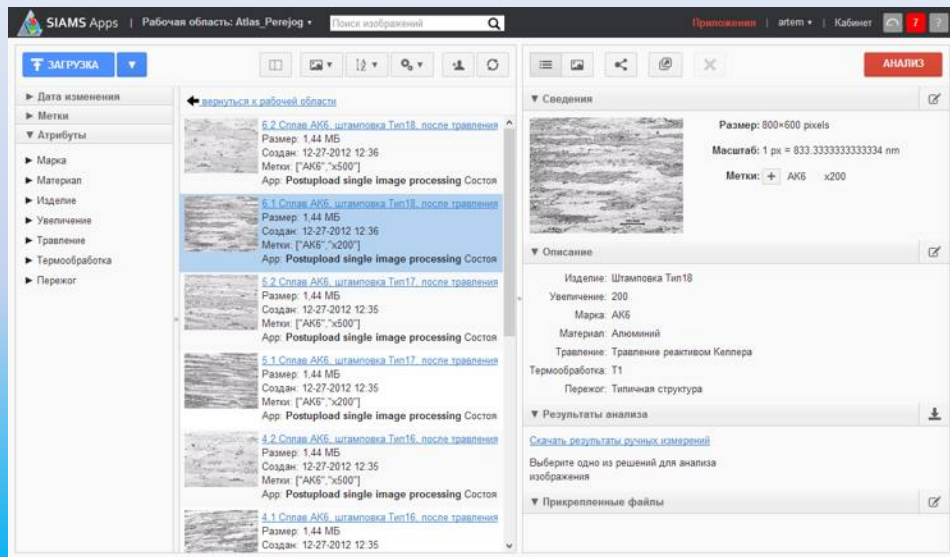 SIAMS Apps | Рабочая область: Atlas_Perejog Поиск изображений Приложения | artem | Кабинет 7 ?
ЗАГРУЗКА
АНАЛИЗ
Дата изменения
Метки
Атрибуты
Марка
Материал
Изделие
Увеличение
Травление
Термообработка
Пережог
вернуться к рабочей области
6.2 Сплав АК6, штамповка Тип18, после травления
Размер: 1,44 МБ
Создан: 12-27-2012 12:36
Метки: ["АК6","x500"]
App: Postupload single image processing Состоя
6.1 Сплав АК6, штамповка Тип18, после травления
Размер: 1,44 МБ
Создан: 12-27-2012 12:36
Метки: ["АК6","x200"]
App: Postupload single image processing Состоя
5.2 Сплав АК6, штамповка Тип17, после травления
Размер: 1,44 МБ
Создан: 12-27-2012 12:35
Метки: ["АК6","x500"]
App: Postupload single image processing Состоя
5.1 Сплав АК6, штамповка Тип17, после травления
Размер: 1,44 МБ
Создан: 12-27-2012 12:35
Метки: ["АК6","x200"]
App: Postupload single image processing Состоя
4.2 Сплав АК6, штамповка Тип16, после травления
Размер: 1,44 МБ
Создан: 12-27-2012 12:35
Метки: ["АК6","x500"]
App: Postupload single image processing Состоя
4.1 Сплав АК6, штамповка Тип16, после травления
Размер: 1,44 МБ
Создан: 12-27-2012 12:35
Сведения
Размер: 800×600 pixels
Масштаб: 1 px = 833.3333333333334 nm
Метки: + АК6 x200
Описание
Изделие: Штамповка Тип18
Увеличение: 200
Марка: АК6
Материал: Алюминий
Травление: Травление реактивом Келлера
Термообработка: Т1
Пережог: Типичная структура
Результаты анализа
Скачать результаты ручных измерений
Выберите одно из решений для анализа
изображения
Прикрепленные файлы